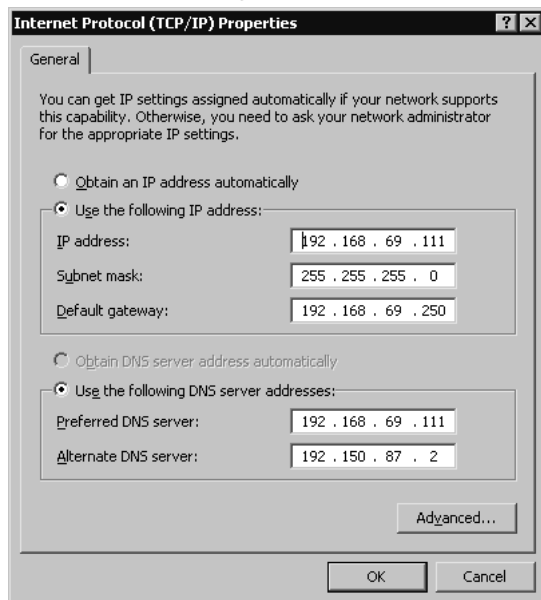 Internet Protocol (TCP/IP) Properties
? X
General
You can get IP settings assigned automatically if your network supports
this capability. Otherwise, you need to ask your network administrator
for the appropriate IP settings.
Obtain an IP address automatically
Use the following IP address:
IP address: 192 . 168 . 69 . 111
Subnet mask: 255 . 255 . 255 . 0
Default gateway: 192 . 168 . 69 . 250
Obtain DNS server address automatically
Use the following DNS server addresses:
Preferred DNS server: 192 . 168 . 69 . 111
Alternate DNS server: 192 . 150 . 87 . 2
Advanced...
OK Cancel